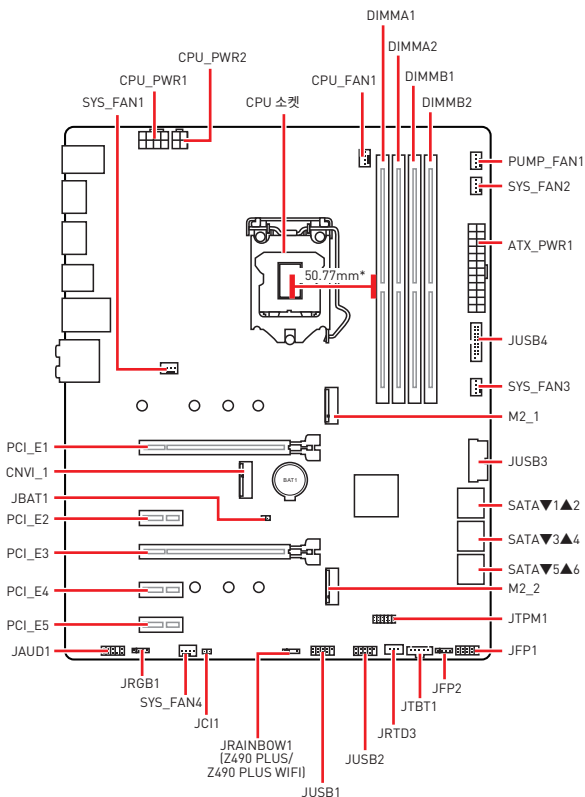 DIMMA1
DIMMA2
CPU_PWR2
CPU_PWR1
CPU_FAN1
DIMMB1
SYS_FAN1
CPU 소켓
DIMMB2
PUMP_FAN1
SYS_FAN2
ATX_PWR1
50.77mm*
JUSB4
SYS_FAN3
M2_1
PCI_E1
CNVI_1
JUSB3
BAT1
JBAT1
SATA▼1▲2
PCI_E2
SATA▼3▲4
PCI_E3
SATA▼5▲6
PCI_E4
M2_2
JTPM1
PCI_E5
JAUD1
JFP1
JRGB1
JFP2
SYS_FAN4
JTBT1
JCI1
JRTD3
JRAINBOW1
(Z490 PLUS/
Z490 PLUS WIFI)
JUSB2
JUSB1